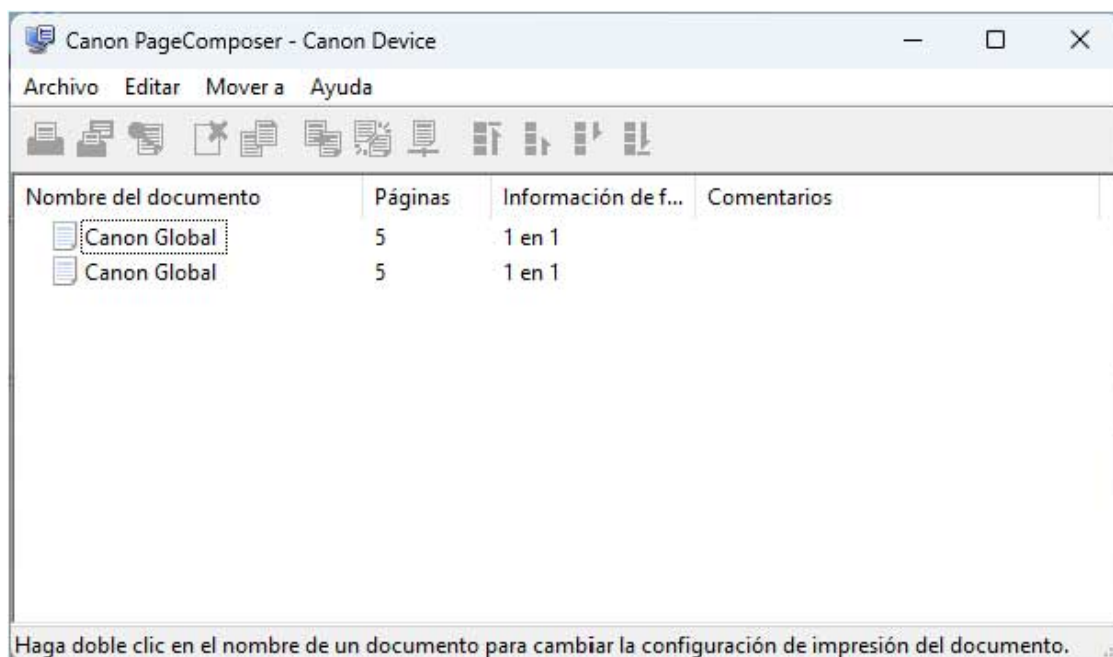 Canon PageComposer - Canon Device
Archivo Editar Mover a Ayuda
Nombre del documento Páginas Información de f... Comentarios
Canon Global 5 1 en 1
Canon Global 5 1 en 1
Haga doble clic en el nombre de un documento para cambiar la configuración de impresión del documento.